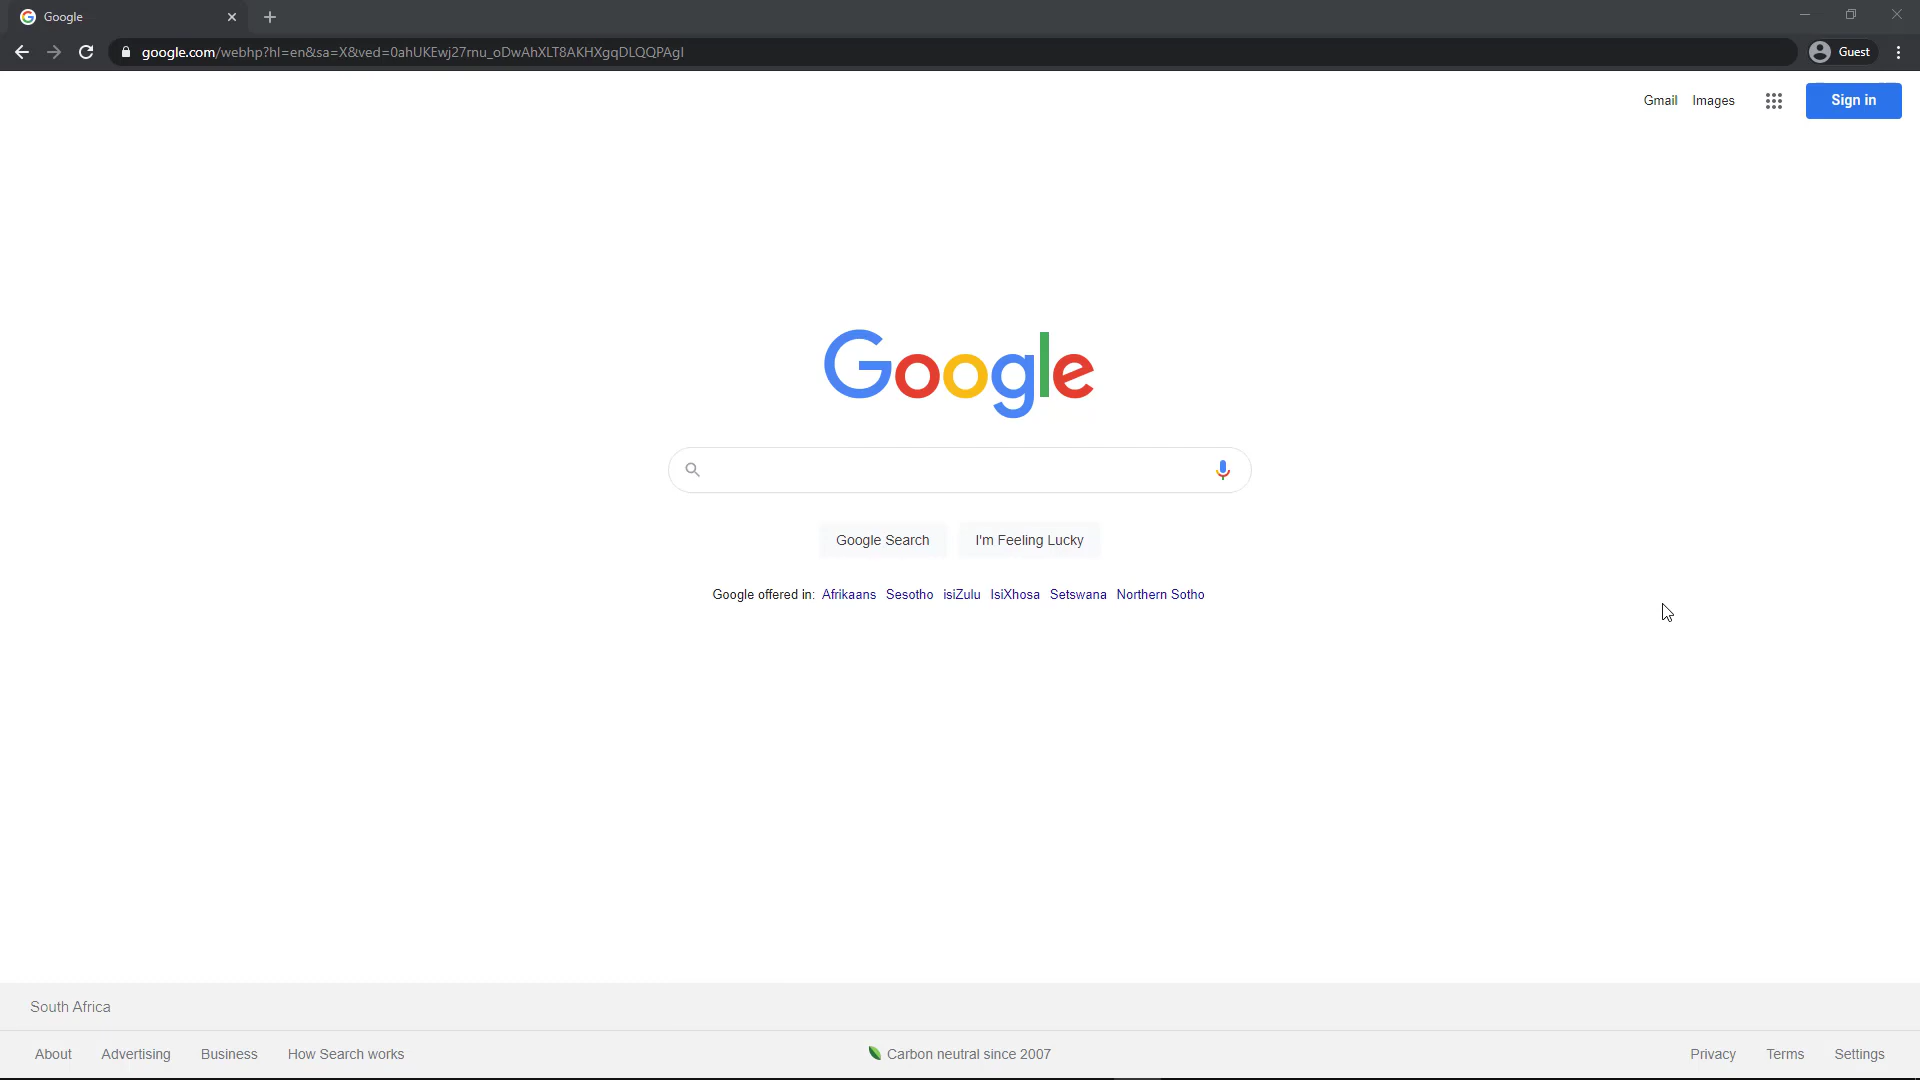 Google
google.com/webhp?hl=en&sa=X&ved=0ahUKEwj27rnu_oDwAhXLT8AKHXgqDLQQPAgI
Guest
Gmail Images Sign in
Google
Google Search I'm Feeling Lucky
Google offered in: Afrikaans Sesotho isiZulu IsiXhosa Setswana Northern Sotho
South Africa
About Advertising Business How Search works Carbon neutral since 2007 Privacy Terms Settings